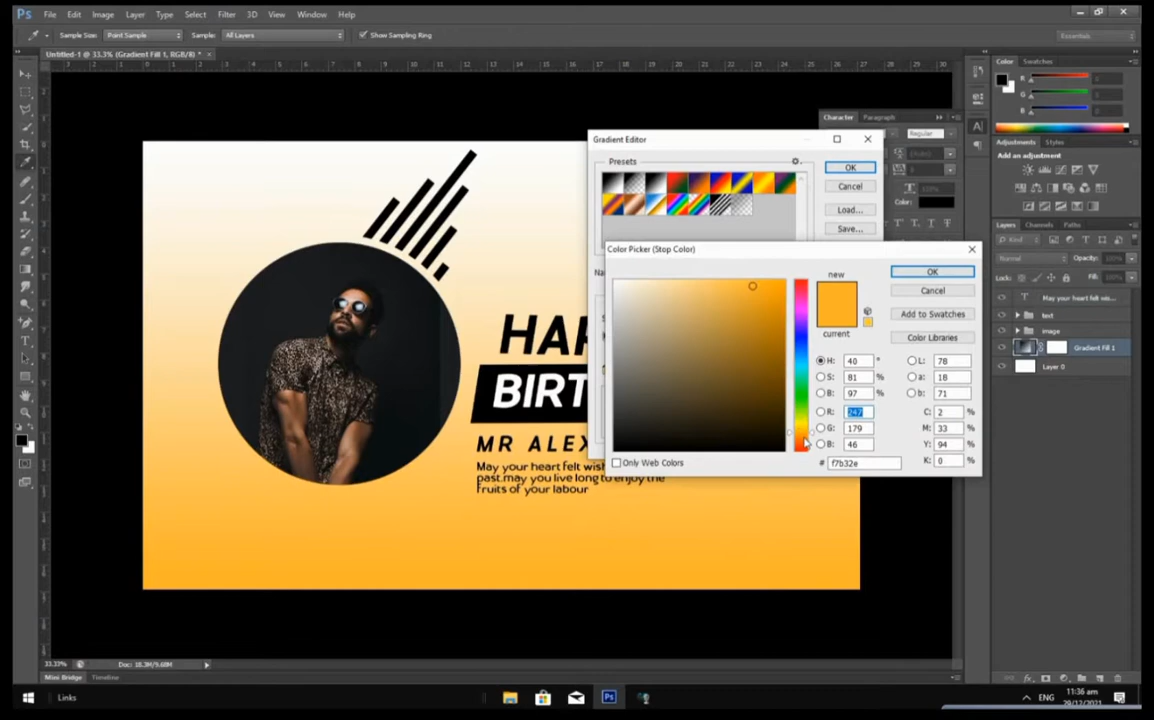 Ps File Edit Image Layer Type Select Filter 3D View Window Help
Sample Size: Point Sample Sample: All Layers Show Sampling Ring Essentials
Untitled-1 @ 33.3% (Gradient Fill 1, RGB/8) *
Color Swatches
R
G
B
Character Paragraph
Regular
Color:
Adjustments Styles
Add an adjustment
Layers Channels Paths
Kind
Normal Opacity:
Lock: Fill:
May your heart felt wis...
text
image
Gradient Fill 1
Layer 0
Gradient Editor
Presets
OK
Cancel
Load...
Save...
Color Picker (Stop Color)
new
current
OK
Cancel
Add to Swatches
Color Libraries
H: 40 °
S: 81 %
B: 97 %
R: 247
G: 179
B: 46
L: 78
a: 18
b: 71
C: 2 %
M: 33 %
Y: 94 %
K: 0 %
Only Web Colors
# f7b32e
BIRT
MR ALEX
May your heart felt wish
past.may you live long to enjoy the
fruits of your labour
33.33% Doc: 18.3M/9.68M
Mini Bridge Timeline
Links
Ps
ENG
11:36 am
29/12/2021